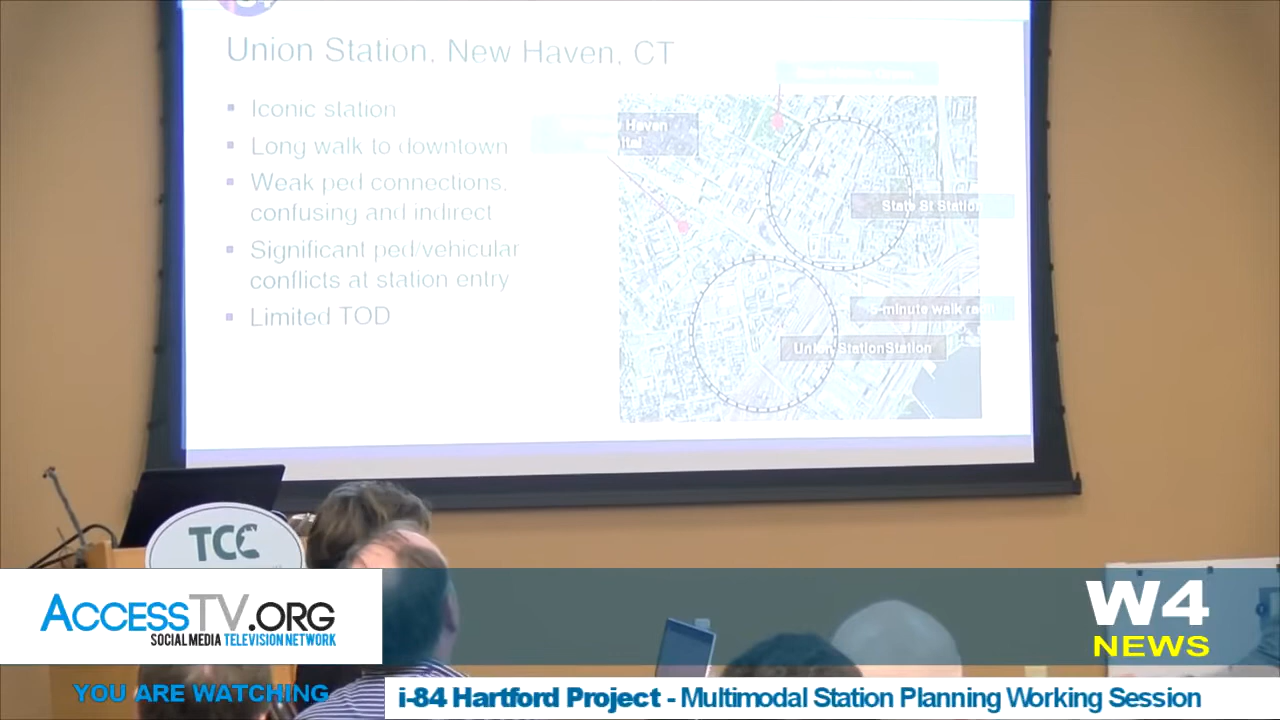 Union Station, New Haven, CT
Iconic station
Long walk to downtown
Weak ped connections,
confusing and indirect
Significant ped/vehicular
conflicts at station entry
Limited TOD
Haven
State St Station
-minute walk
Union StationStation
TCC
ACCESSTV.ORG
SOCIAL MEDIA TELEVISION NETWORK
W4
NEWS
YOU ARE WATCHING
i-84 Hartford Project - Multimodal Station Planning Working Session